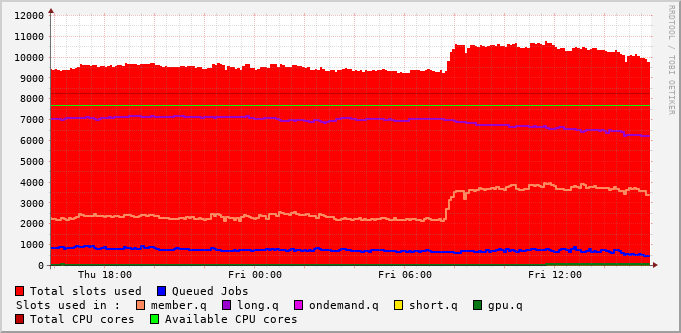 RRDTOOL / TOBI OETIKER
12000
11000
10000
9000
8000
7000
6000
5000
4000
3000
2000
1000
0
Thu 18:00 Fri 00:00 Fri 06:00 Fri 12:00
Total slots used Queued Jobs
Slots used in : member.q long.q ondemand.q short.q gpu.q
Total CPU cores Available CPU cores